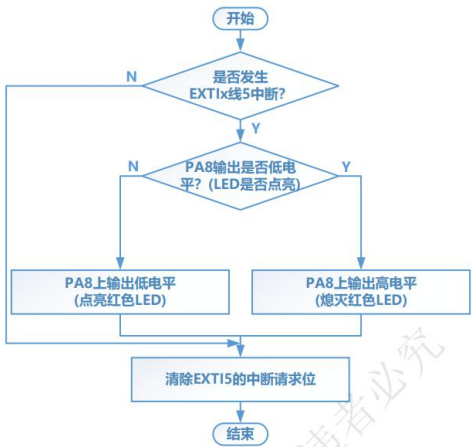 开始
是否发生
EXTIx线5中断?
N
Y
PA8输出是否低电
平？(LED是否点亮)
N
Y
PA8上输出低电平
(点亮红色LED)
PA8上输出高电平
(熄灭红色LED)
清除EXTI5的中断请求位
结束
违者必究